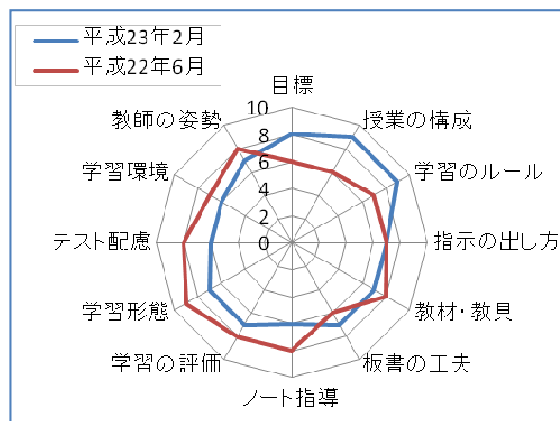 平成23年2月
平成22年6月
目標
授業の構成
学習のルール
指示の出し方
教材・教具
板書の工夫
ノート指導
学習の評価
学習形態
テスト配慮
学習環境
教師の姿勢
10
8
6
4
2
0